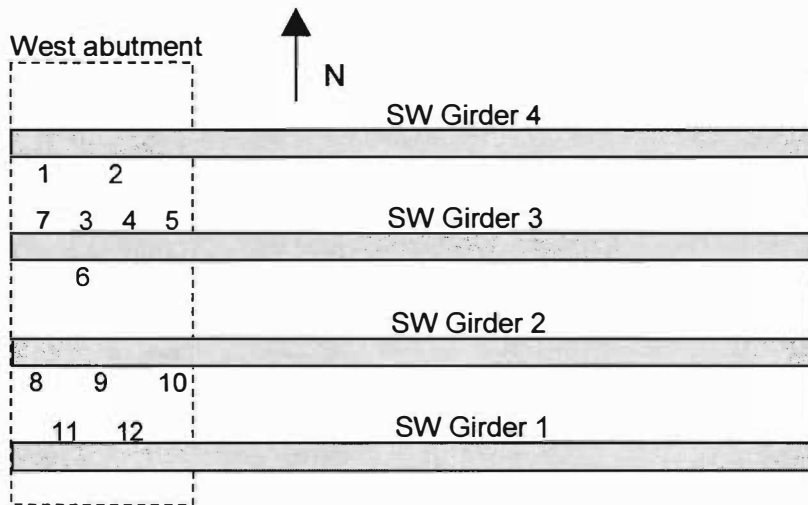 West abutment
N
SW Girder 4
1 2
7 3 4 5
SW Girder 3
6
SW Girder 2
8 9 10
11 12
SW Girder 1